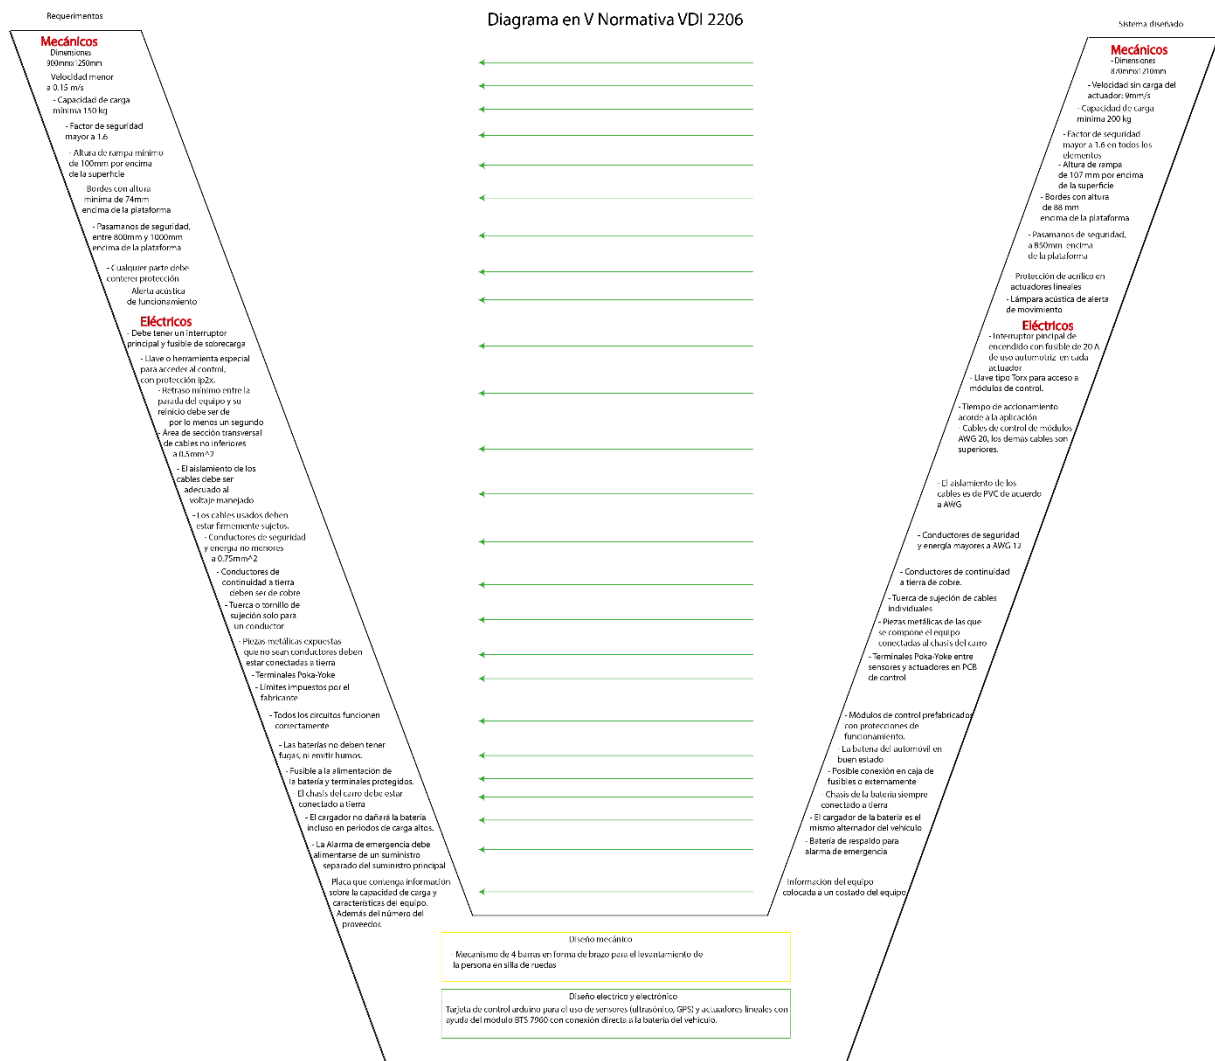 Diagrama en V Normativa VDI 2206
Requerimentos
Mecánicos
- Dimensiones
900mmx1250mm
- Velocidad menor
a 0.15 m/s
- Capacidad de carga
mínima 150 kg
- Factor de seguridad
mayor a 1.6
- Altura de rampa mínimo
de 100mm por encima
de la superficie
- Bordes con altura
mínima de 74mm
encima de la plataforma
- Pasamanos de seguridad,
entre 800mm y 1000mm
encima de la plataforma
- Cualquier parte debe
contener protección
- Alerta acústica
de funcionamiento
Eléctricos
- Debe tener un interruptor
principal y fusible de sobrecarga
- Llave o herramienta especial
para acceder al control,
con protección ip2x.
- Retraso mínimo entre la
parada del equipo y su
reinicio debe ser de
por lo menos un segundo
- Área de sección transversal
de cables no inferiores
a 0.5mm^2
- El aislamiento de los
cables debe ser
adecuado al
voltaje manejado
- Los cables usados deben
estar firmemente sujetos.
- Conductores de seguridad
y energía no menores
a 0.75mm^2
- Conductores de
continuidad a tierra
deben ser de cobre
- Tuerca o tornillo de
sujeción solo para
un conductor
- Piezas metálicas expuestas
que no sean conductores deben
estar conectadas a tierra
- Terminales Poka-Yoke
- Límites impuestos por el
fabricante
- Todos los circuitos funcionen
correctamente
- Las baterías no deben tener
fugas, ni emitir humos.
- Fusible a la alimentación de
la batería y terminales protegidos.
- El chasis del carro debe estar
conectado a tierra
- El cargador no dañará la batería
incluso en periodos de carga altos.
- La Alarma de emergencia debe
alimentarse de un suministro
separado del suministro principal
- Placa que contenga información
sobre la capacidad de carga y
características del equipo.
Además del número del
proveedor.
Sistema diseñado
Mecánicos
- Dimensiones
870mmx1210mm
- Velocidad sin carga del
actuador: 9mm/s
- Capacidad de carga
mínima 200 kg
- Factor de seguridad
mayor a 1.6 en todos los
elementos
- Altura de rampa
de 107 mm por encima
de la superficie
- Bordes con altura
de 88 mm
encima de la plataforma
- Pasamanos de seguridad,
a 850mm encima
de la plataforma
- Protección de acrílico en
actuadores lineales
- Lámpara acústica de alerta
de movimiento
Eléctricos
- Interruptor pincipal de
encendido con fusible de 20 A
de uso automotriz en cada
actuador
- Llave tipo Torx para acceso a
módulos de control.
- Tiempo de accionamiento
acorde a la aplicación
- Cables de control de módulos
AWG 20, los demás cables son
superiores.
- El aislamiento de los
cables es de PVC de acuerdo
a AWG
- Conductores de seguridad
y energía mayores a AWG 12
- Conductores de continuidad
a tierra de cobre.
- Tuerca de sujeción de cables
individuales
- Piezas metálicas de las que
se compone el equipo
conectadas al chasis del carro
- Terminales Poka-Yoke entre
sensores y actuadores en PCB
de control
- Módulos de control prefabricados
con protecciones de
funcionamiento.
- La bateria del automóvil en
buen estado
- Posible conexión en caja de
fusibles o externamente
- Chasis de la batería siempre
conectado a tierra
- El cargador de la batería es el
mismo alternador del vehículo
- Batería de respaldo para
alarma de emergencia
- Información del equipo
colocada a un costado del equipo
Diseño mecánico
- Mecanismo de 4 barras en forma de brazo para el levantamiento de
la persona en silla de ruedas
Diseño electrico y electrónico
Tarjeta de control arduino para el uso de sensores (ultrasónico, GPS) y actuadores lineales con
ayuda del módulo BTS 7960 con conexión directa a la batería del vehículo.